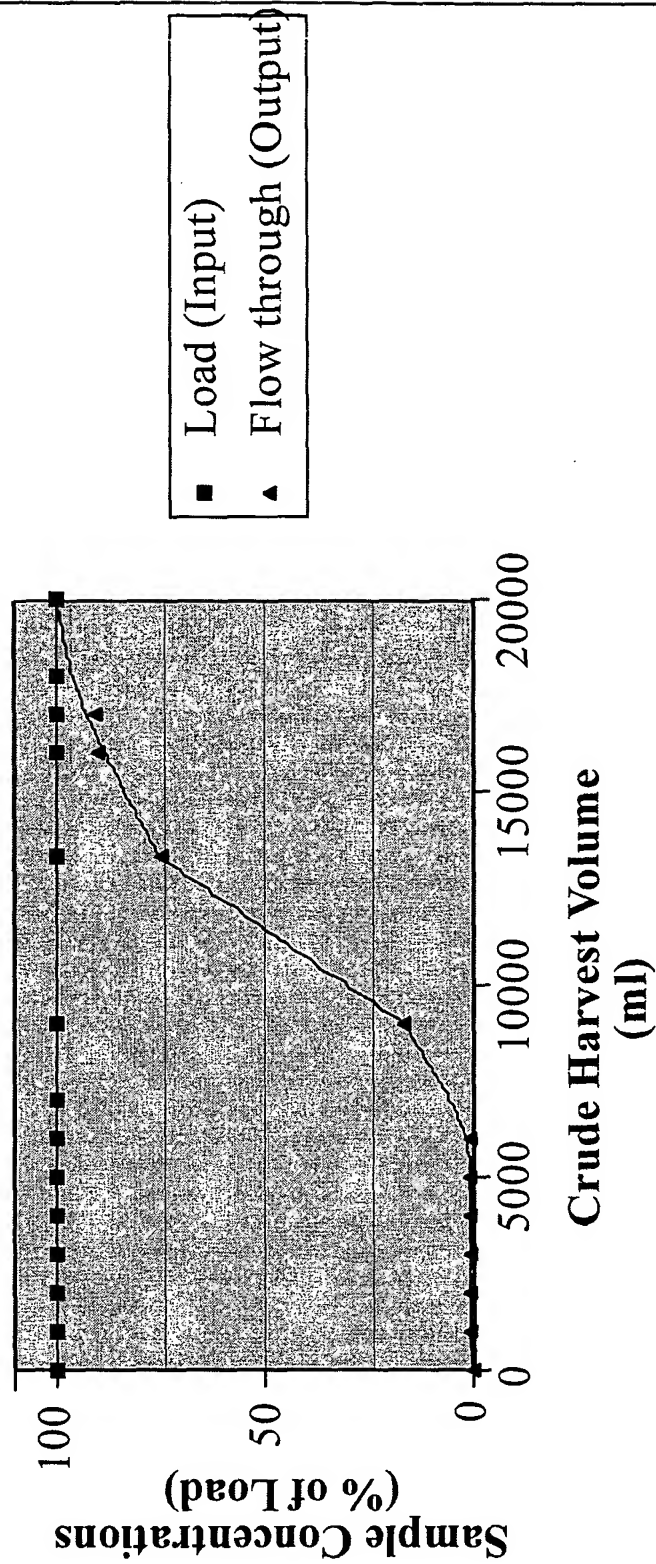 Sample Concentrations
(% of Load)
100
50
0
0
5000
10000
15000
20000
Crude Harvest Volume
(ml)
Load (Input)
Flow through (Output)